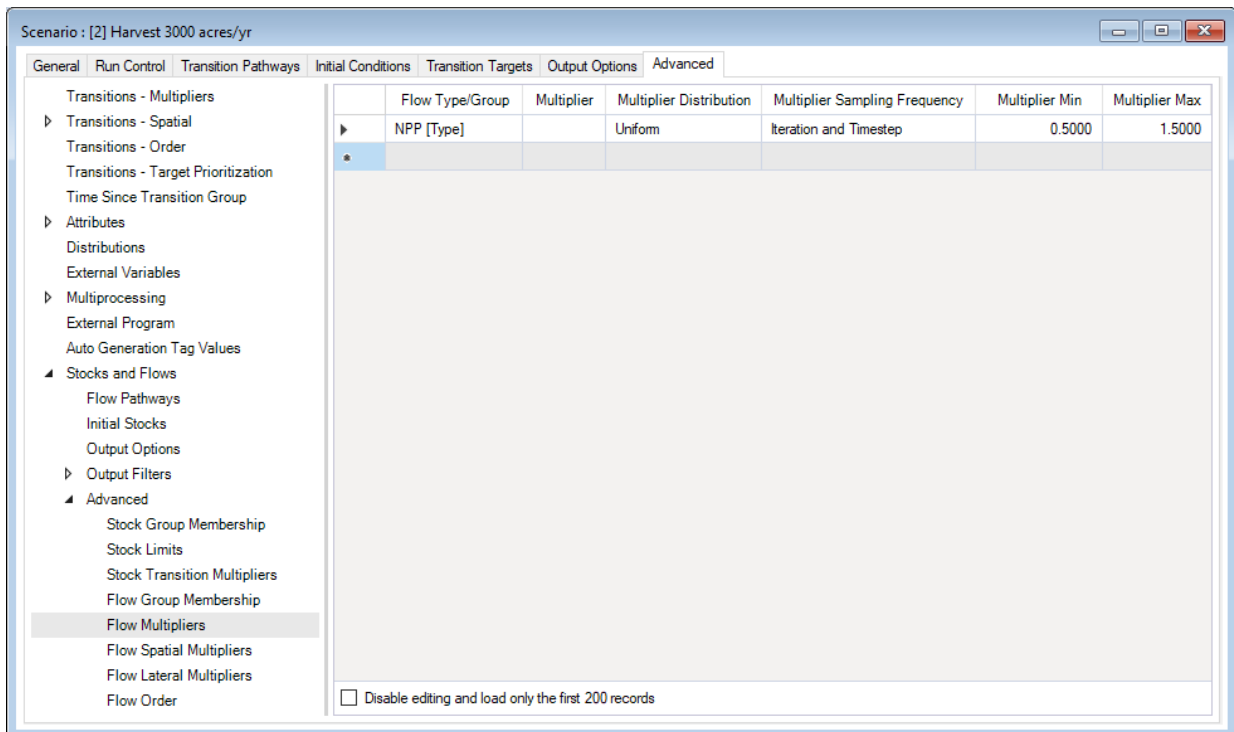 Scenario : [2] Harvest 3000 acres/yr
General Run Control Transition Pathways Initial Conditions Transition Targets Output Options Advanced
Transitions - Multipliers
Transitions - Spatial
Transitions - Order
Transitions - Target Prioritization
Time Since Transition Group
Attributes
Distributions
External Variables
Multiprocessing
External Program
Auto Generation Tag Values
Stocks and Flows
Flow Pathways
Initial Stocks
Output Options
Output Filters
Advanced
Stock Group Membership
Stock Limits
Stock Transition Multipliers
Flow Group Membership
Flow Multipliers
Flow Spatial Multipliers
Flow Lateral Multipliers
Flow Order
Flow Type/Group Multiplier Multiplier Distribution Multiplier Sampling Frequency Multiplier Min Multiplier Max
NPP [Type] Uniform Iteration and Timestep 0.5000 1.5000
Disable editing and load only the first 200 records